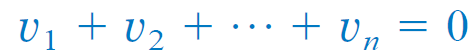 v₁ + v₂ + ⋯ + vₙ = 0